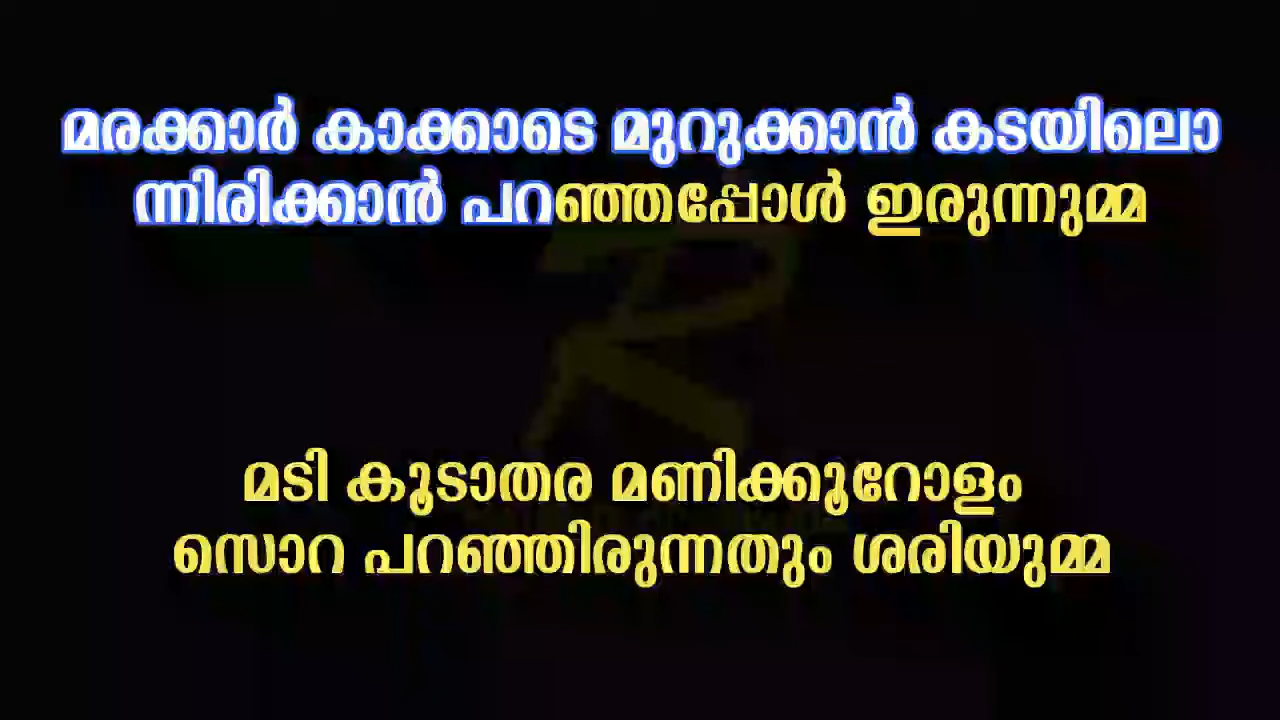 മരക്കാർ കാക്കാടെ മുറുക്കാൻ കടയിലൊ
ന്നിരിക്കാൻ പറഞ്ഞപ്പോൾ ഇരുന്നുമ്മ
മടി കൂടാതര മണിക്കൂറോളം
സൊറ പറഞ്ഞിരുന്നതും ശരിയുമ്മ